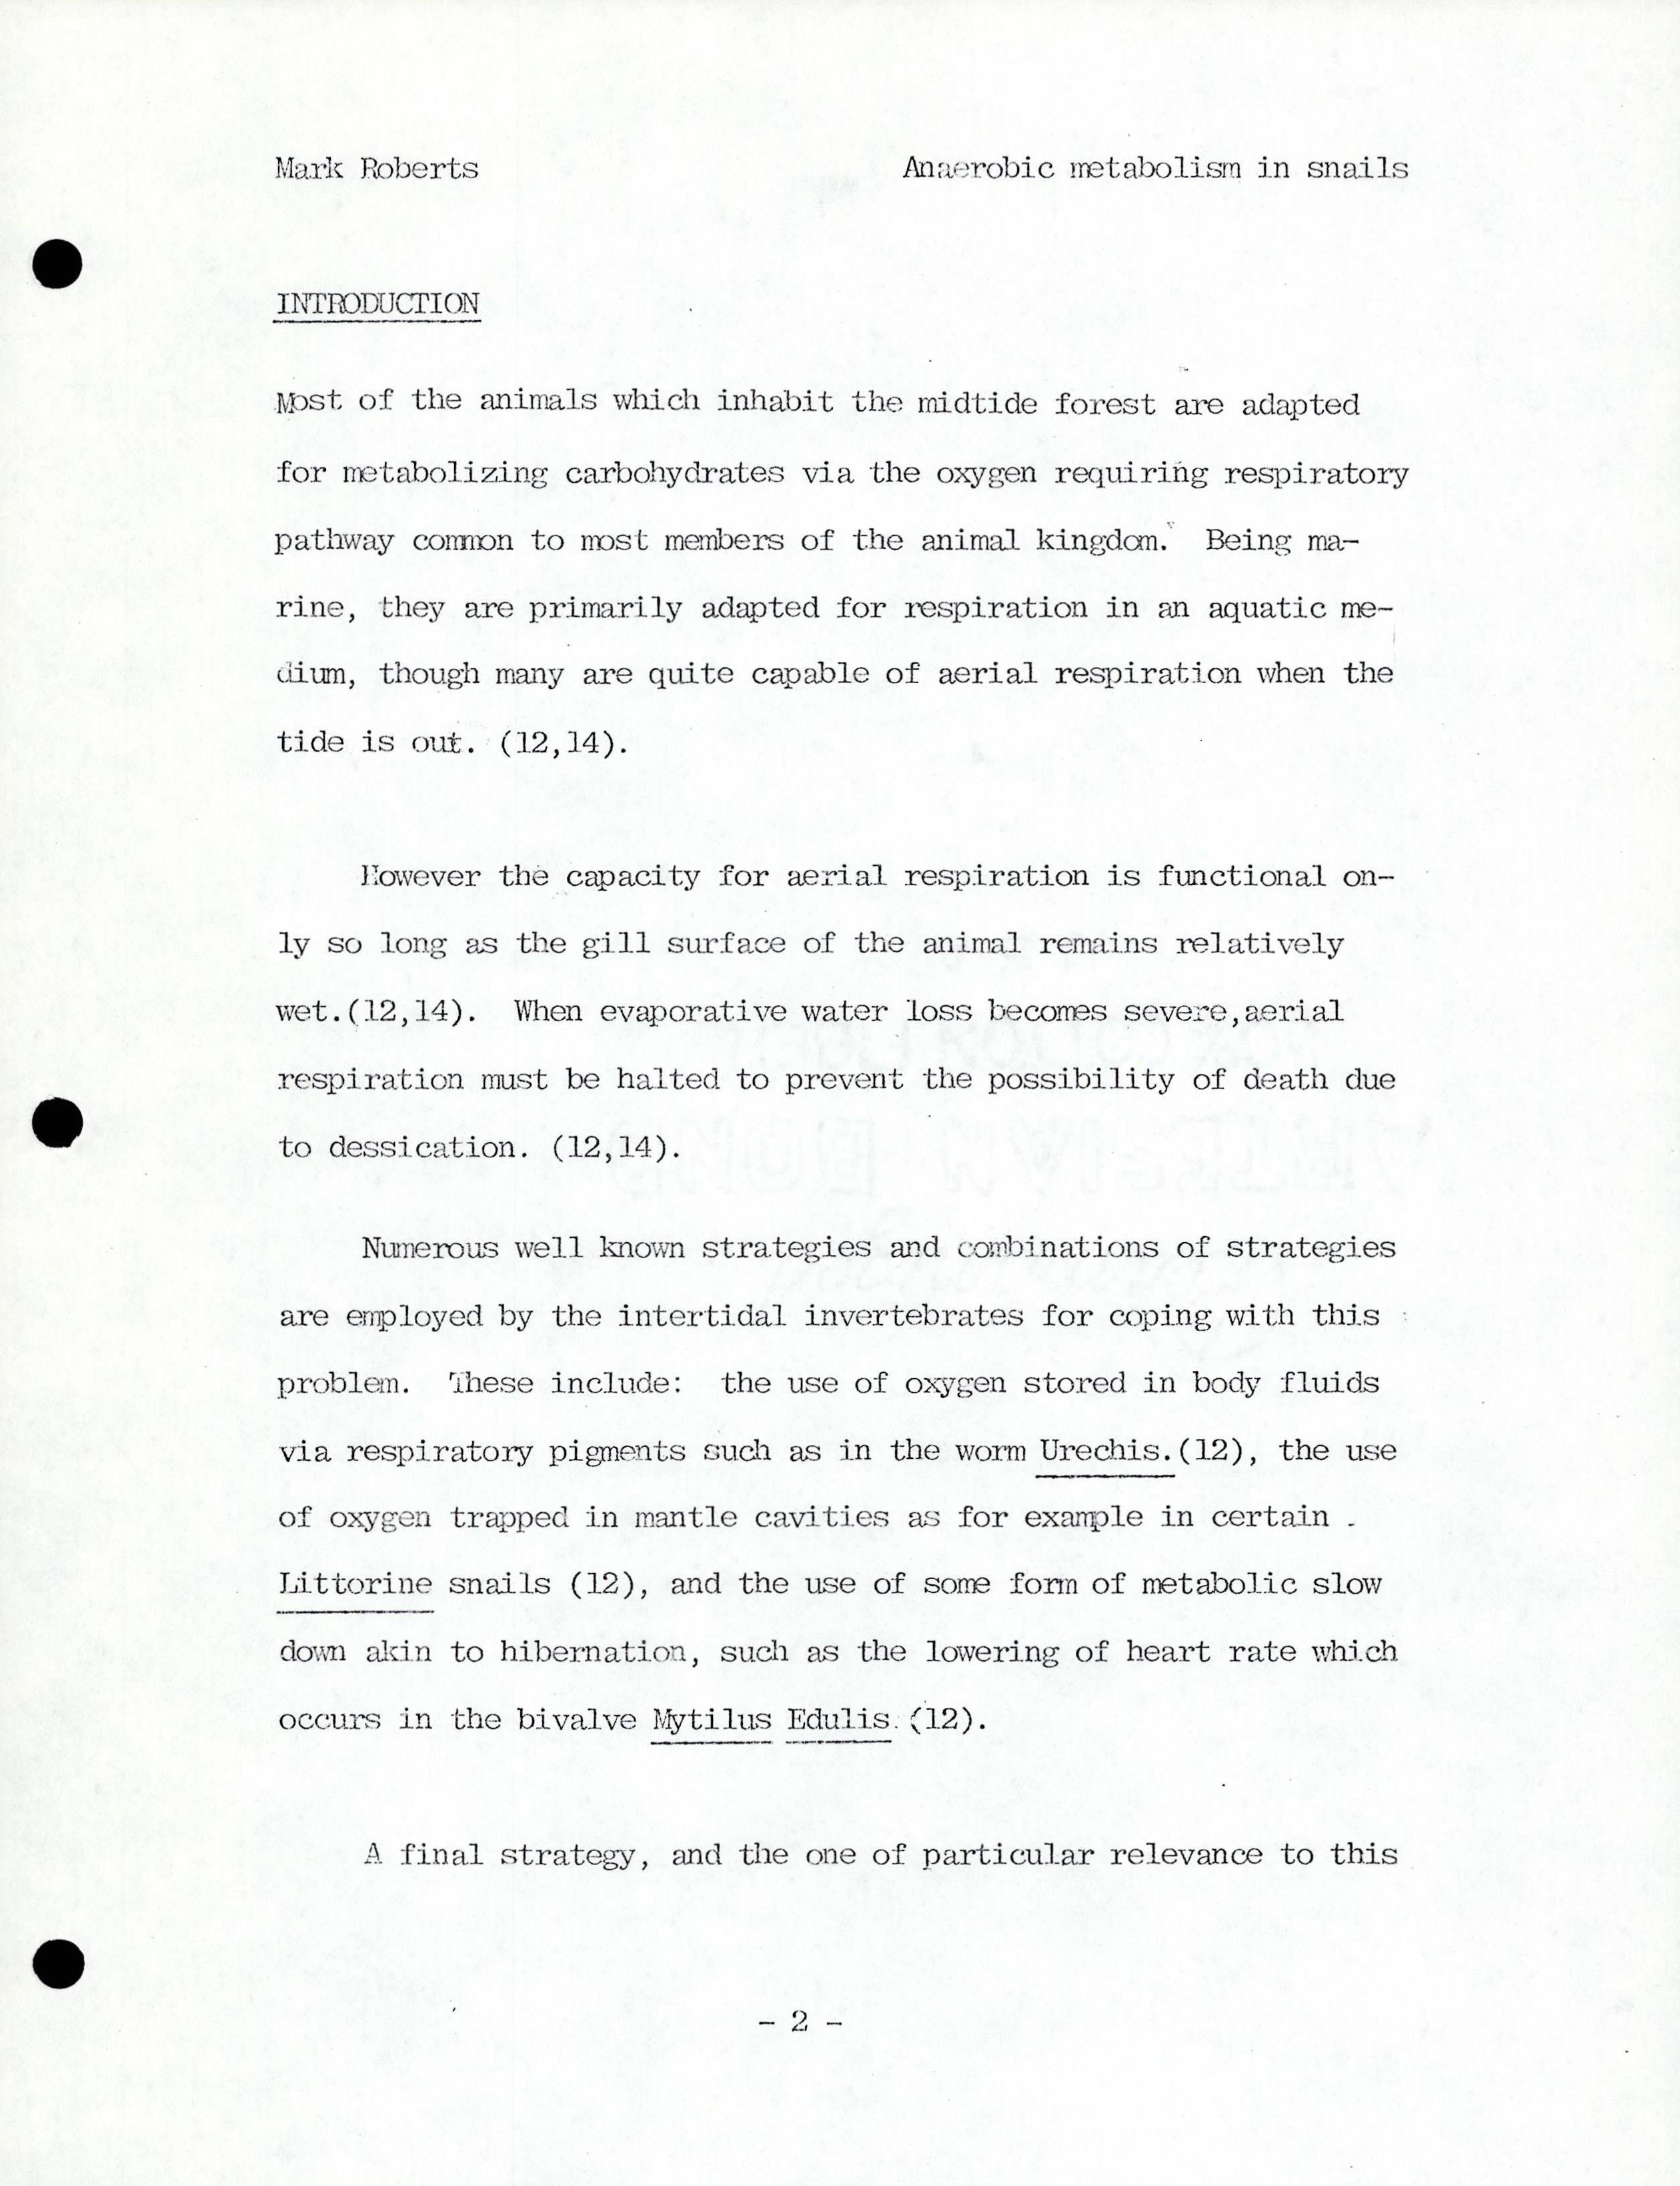 Mark Roberts
Anaerobic metabolism in snails
INTRODUCTION
Most of the animals which inhabit the midtide forest are adapted
for metabolizing carbohydrates via the oxygen requiring respiratory
pathway common to most members of the animal kingdom. Being ma-
rine, they are primarily adapted for respiration in an aquatic me-
dium, though many are quite capable of aerial respiration when the
tide is out. (12,14).
However the capacity for aerial respiration is functional on-
ly so long as the gill surface of the animal remains relatively
wet.(12,14). When evaporative water loss becomes severe,aerial
respiration must be halted to prevent the possibility of death due
to dessication. (12,14).
Numerous well known strategies and combinations of strategies
are employed by the intertidal invertebrates for coping with this
problem. These include: the use of oxygen stored in body fluids
via respiratory pigments such as in the worm Urechis.(12), the use
of oxygen trapped in mantle cavities as for example in certain
Littorine snails (12), and the use of some form of metabolic slow
down akin to hibernation, such as the lowering of heart rate which
occurs in the bivalve Mytilus Edulis.(12).
A final strategy, and the one of particular relevance to this
- 2 -